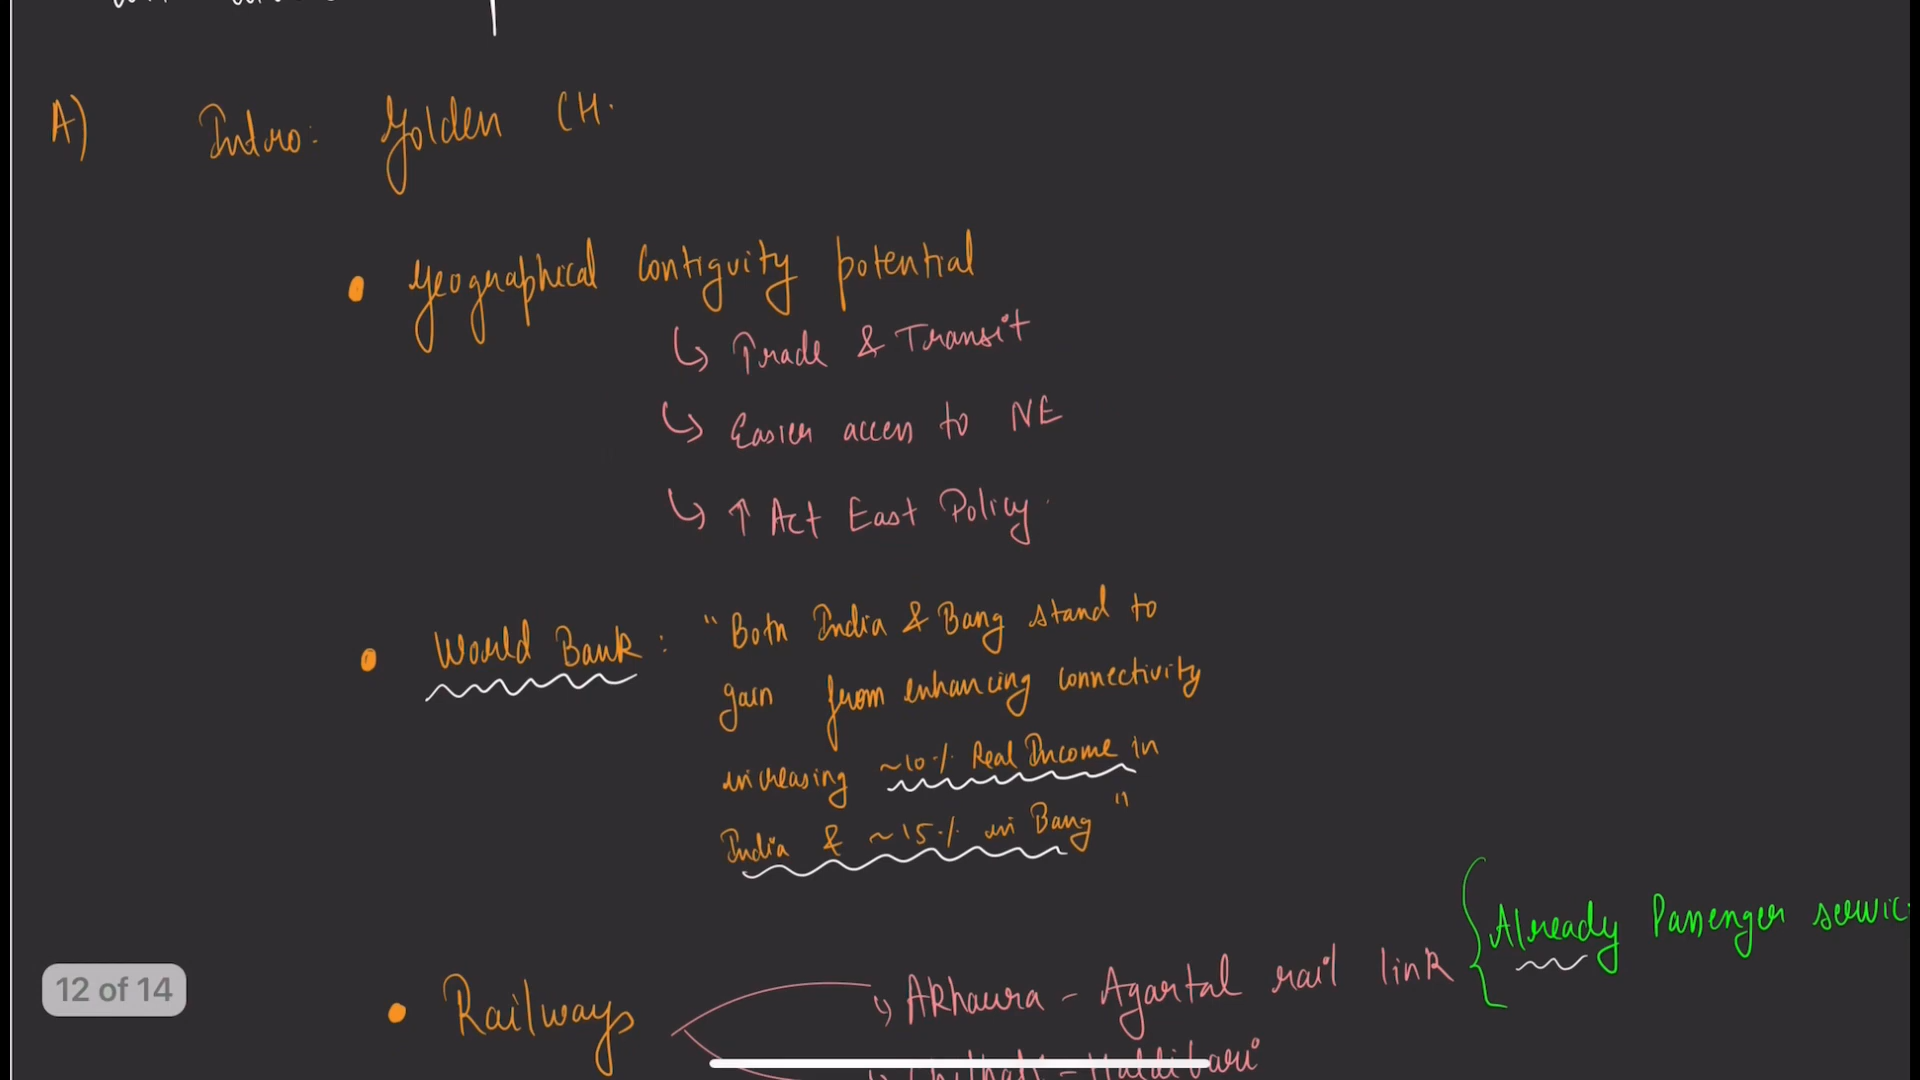 A) Intro: Golden (H.
• Geographical Contiguity potential
↳ Trade & Transit
↳ Easier access to NE
↳ ↑ Act East Policy
• World Bank : "Both India & Bang stand to
gain from enhancing connectivity
increasing ~10% Real Income in
India & ~15% in Bang"
{Already Passenger servic
• Railways ↳ Akhaura - Agartal rail link
- Haldibari
12 of 14